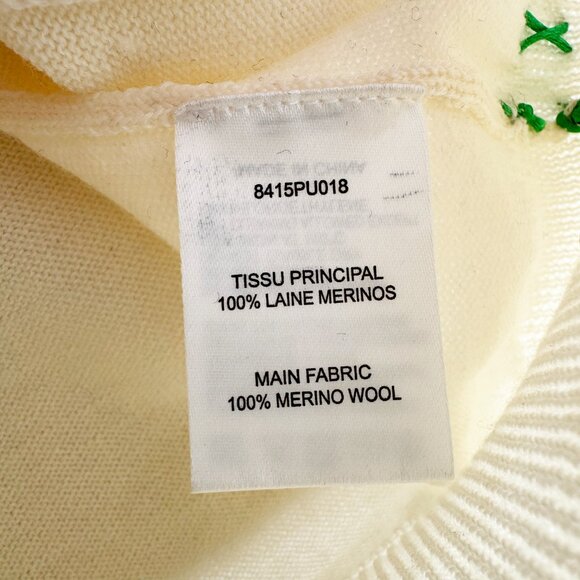 8415PU018
TISSU PRINCIPAL
100% LAINE MERINOS
MAIN FABRIC
100% MERINO WOOL